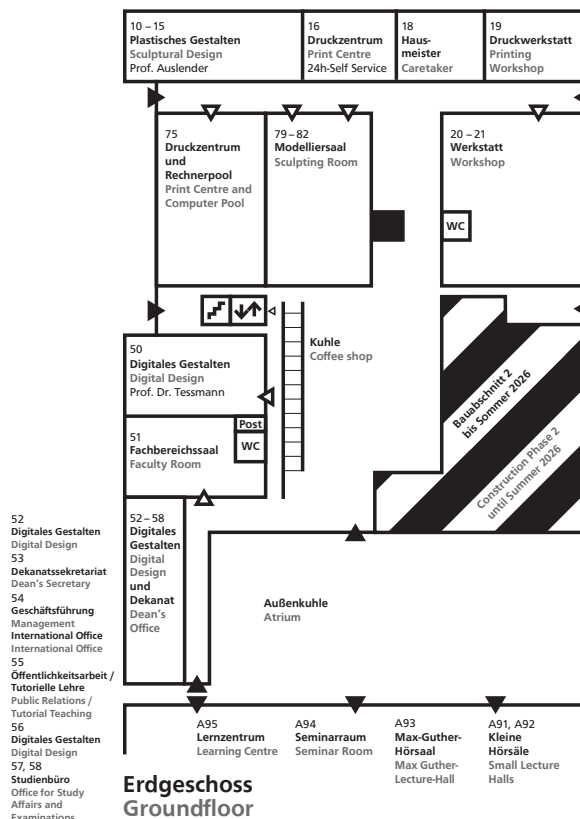 10 – 15
Plastisches Gestalten
Sculptural Design
Prof. Auslender
16
Druckzentrum
Print Centre
24h-Self Service
18
Haus-
meister
Caretaker
19
Druckwerkstatt
Printing
Workshop
75
Druckzentrum
und
Rechnerpool
Print Centre and
Computer Pool
79 – 82
Modelliersaal
Sculpting Room
20 – 21
Werkstatt
Workshop
WC
50
Digitales Gestalten
Digital Design
Prof. Dr. Tessmann
Kuhle
Coffee shop
Bauabschnitt 2
bis Sommer 2026
Construction Phase 2
until Summer 2026
51
Fachbereichssaal
Faculty Room
Post
WC
52 – 58
Digitales
Gestalten
Digital
Design
und
Dekanat
Dean’s
Office
52
Digitales Gestalten
Digital Design
53
Dekanatssekretariat
Dean’s Secretary
54
Geschäftsführung
Management
International Office
International Office
55
Öffentlichkeitsarbeit /
Tutorielle Lehre
Public Relations /
Tutorial Teaching
56
Digitales Gestalten
Digital Design
57, 58
Studienbüro
Office for Study
Affairs and
Examinations
Außenkuhle
Atrium
A95
Lernzentrum
Learning Centre
A94
Seminarraum
Seminar Room
A93
Max-Guther-
Hörsaal
Max Guther-
Lecture-Hall
A91, A92
Kleine
Hörsäle
Small Lecture
Halls
Erdgeschoss
Groundfloor